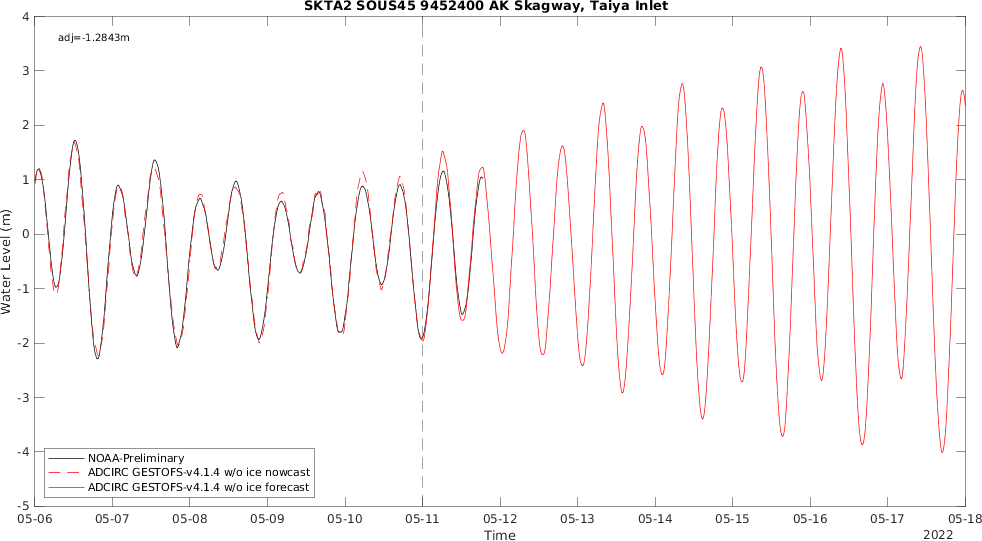 SKTA2 SOUS45 9452400 AK Skagway, Taiya Inlet
adj=-1.2843m
4
3
2
1
0
-1
-2
-3
-4
-5
Water Level (m)
NOAA-Preliminary
ADCIRC GESTOFS-v4.1.4 w/o ice nowcast
ADCIRC GESTOFS-v4.1.4 w/o ice forecast
05-06 05-07 05-08 05-09 05-10 05-11 05-12 05-13 05-14 05-15 05-16 05-17 05-18
Time
2022